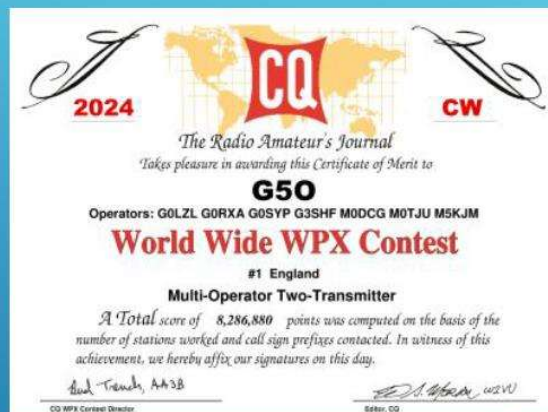 CQ
2024 CW
The Radio Amateur's Journal
Takes pleasure in awarding this Certificate of Merit to
G5O
Operators: G0LZL G0RXA G0SYP G3SHF M0DCG M0TJU M5KJM
World Wide WPX Contest
#1 England
Multi-Operator Two-Transmitter
A Total score of 8,286,880 points was computed on the basis of the
number of stations worked and call sign prefixes contacted. In witness of this
achievement, we hereby affix our signatures on this day.
Bud Trench, AA3B W2VU
CQ WPX Contest Director Editor, CQ